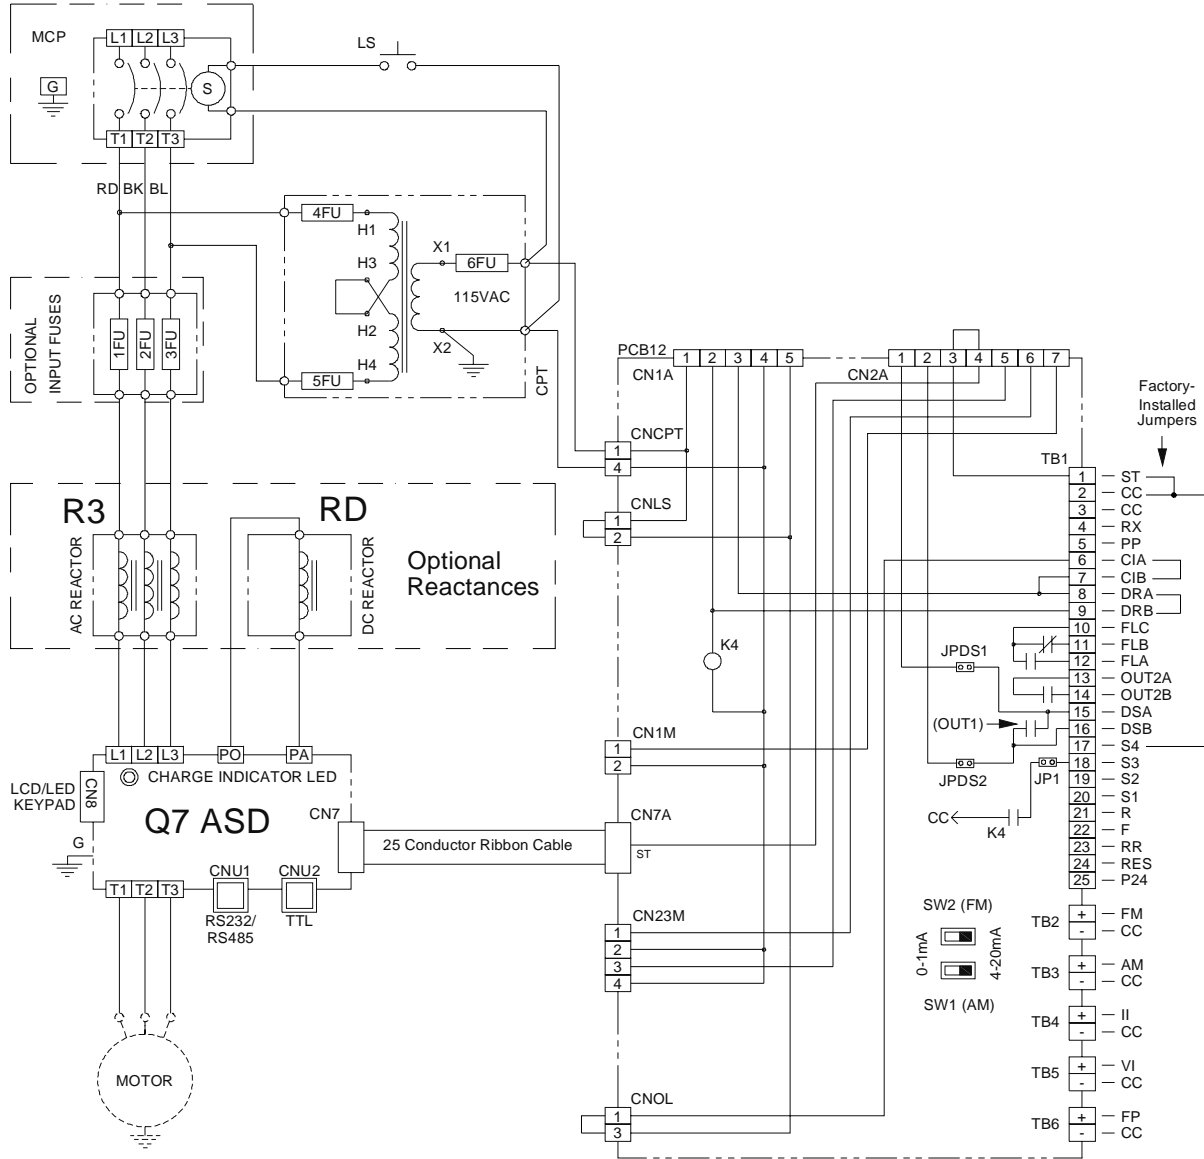 MCP
L1 L2 L3
G
S
T1 T2 T3
LS
RD BK BL
4FU
H1
H3
H2
H4
5FU
X1
6FU
115VAC
X2
CPT
OPTIONAL
INPUT FUSES
1FU
2FU
3FU
R3
RD
AC REACTOR
DC REACTOR
Optional
Reactances
L1 L2 L3
PO
PA
CHARGE INDICATOR LED
LCD/LED
KEYPAD
CN8
Q7 ASD
CN7
G
25 Conductor Ribbon Cable
T1 T2 T3
CNU1
CNU2
RS232/
RS485
TTL
MOTOR
PCB12
CN1A
1 2 3 4 5
CN2A
1 2 3 4 5 6 7
CNCPT
1
4
CNLS
1
2
K4
CN1M
1
2
CN7A
ST
CN23M
1
2
3
4
CNOL
1
3
JPDS1
(OUT1)
JPDS2
JP1
CC
K4
Factory-
Installed
Jumpers
TB1
1 ST
2 CC
3 CC
4 RX
5 PP
6 CIA
7 CIB
8 DRA
9 DRB
10 FLC
11 FLB
12 FLA
13 OUT2A
14 OUT2B
15 DSA
16 DSB
17 S4
18 S3
19 S2
20 S1
21 R
22 F
23 RR
24 RES
25 P24
SW2 (FM)
0-1mA
4-20mA
SW1 (AM)
TB2 + FM
- CC
TB3 + AM
- CC
TB4 + II
- CC
TB5 + VI
- CC
TB6 + FP
- CC